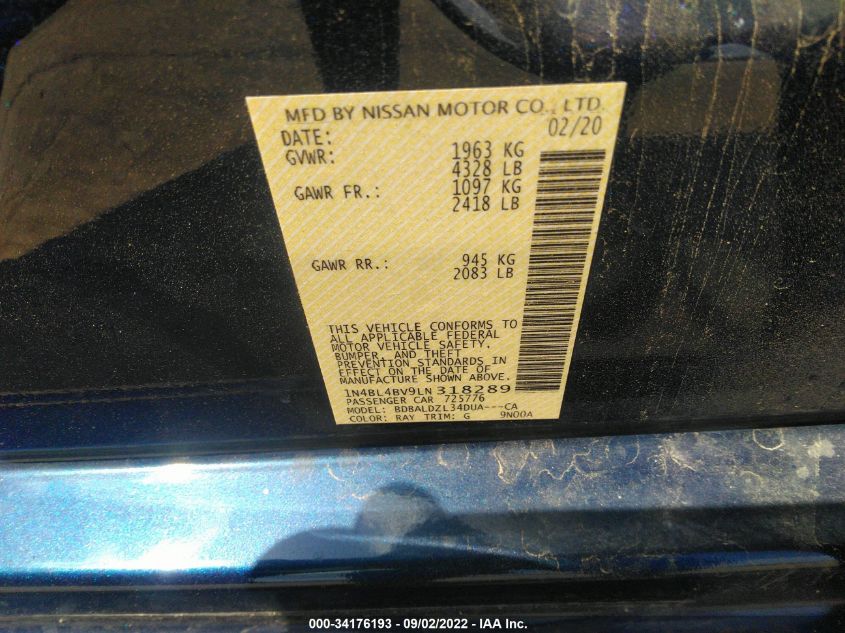 MFD BY NISSAN MOTOR CO., LTD.
DATE: 02/20
GVWR: 1963 KG
4328 LB
GAWR FR.: 1097 KG
2418 LB
GAWR RR.: 945 KG
2083 LB
THIS VEHICLE CONFORMS TO
ALL APPLICABLE FEDERAL
MOTOR VEHICLE SAFETY,
BUMPER, AND THEFT
PREVENTION STANDARDS IN
EFFECT ON THE DATE OF
MANUFACTURE SHOWN ABOVE.
1N4BL4BV9LN318289
PASSENGER CAR 725776
MODEL: BDBALDZL34DUA---CA
COLOR: RAY TRIM: G 9N00A
000-34176193 - 09/02/2022 - IAA Inc.